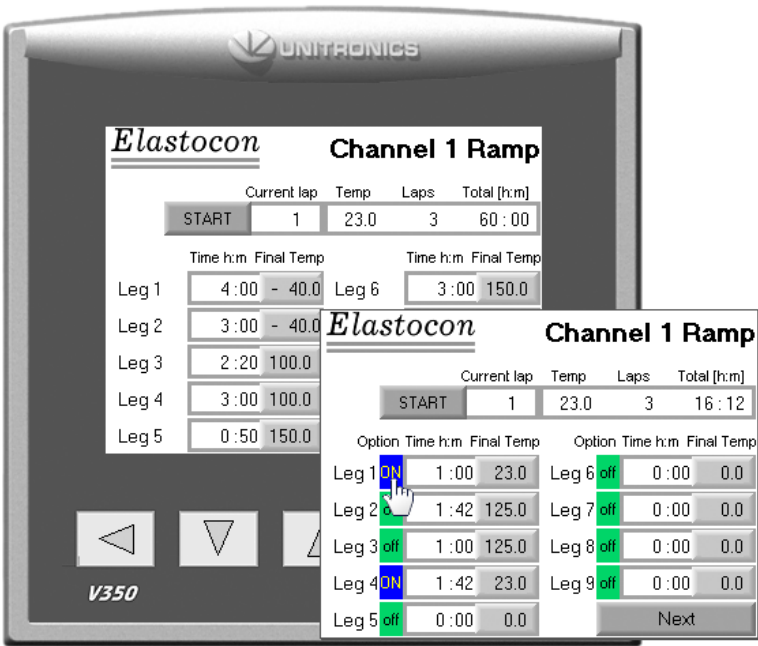 UNITRONICS
Elastocon
Channel 1 Ramp
Current lap Temp Laps Total [h:m]
START 1 23.0 3 60:00
Time h:m Final Temp Time h:m Final Temp
Leg 1 4:00 - 40.0 Leg 6 3:00 150.0
Leg 2 3:00 - 40.0
Leg 3 2:20 100.0
Leg 4 3:00 100.0
Leg 5 0:50 150.0
V350
Elastocon
Channel 1 Ramp
Current lap Temp Laps Total [h:m]
START 1 23.0 3 16:12
Option Time h:m Final Temp Option Time h:m Final Temp
Leg 1 ON 1:00 23.0 Leg 6 off 0:00 0.0
Leg 2 off 1:42 125.0 Leg 7 off 0:00 0.0
Leg 3 off 1:00 125.0 Leg 8 off 0:00 0.0
Leg 4 ON 1:42 23.0 Leg 9 off 0:00 0.0
Leg 5 off 0:00 0.0 Next